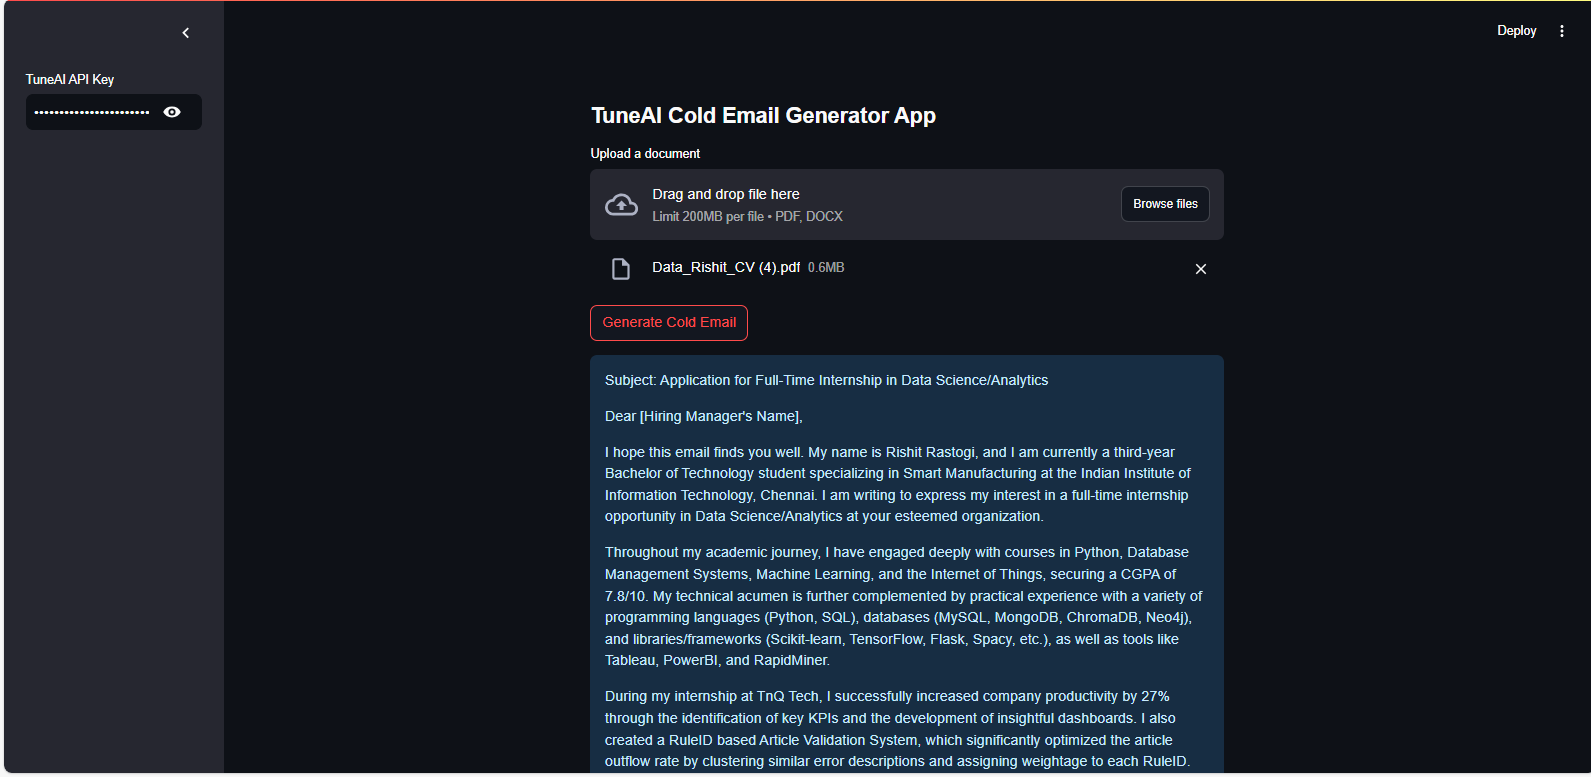 Deploy
TuneAI API Key
••••••••••••••••••••••••
TuneAI Cold Email Generator App
Upload a document
Drag and drop file here
Limit 200MB per file • PDF, DOCX
Browse files
Data_Rishit_CV (4).pdf 0.6MB
Generate Cold Email
Subject: Application for Full-Time Internship in Data Science/Analytics
Dear [Hiring Manager's Name],
I hope this email finds you well. My name is Rishit Rastogi, and I am currently a third-year
Bachelor of Technology student specializing in Smart Manufacturing at the Indian Institute of
Information Technology, Chennai. I am writing to express my interest in a full-time internship
opportunity in Data Science/Analytics at your esteemed organization.
Throughout my academic journey, I have engaged deeply with courses in Python, Database
Management Systems, Machine Learning, and the Internet of Things, securing a CGPA of
7.8/10. My technical acumen is further complemented by practical experience with a variety of
programming languages (Python, SQL), databases (MySQL, MongoDB, ChromaDB, Neo4j),
and libraries/frameworks (Scikit-learn, TensorFlow, Flask, Spacy, etc.), as well as tools like
Tableau, PowerBI, and RapidMiner.
During my internship at TnQ Tech, I successfully increased company productivity by 27%
through the identification of key KPIs and the development of insightful dashboards. I also
created a RuleID based Article Validation System, which significantly optimized the article
outflow rate by clustering similar error descriptions and assigning weightage to each RuleID.